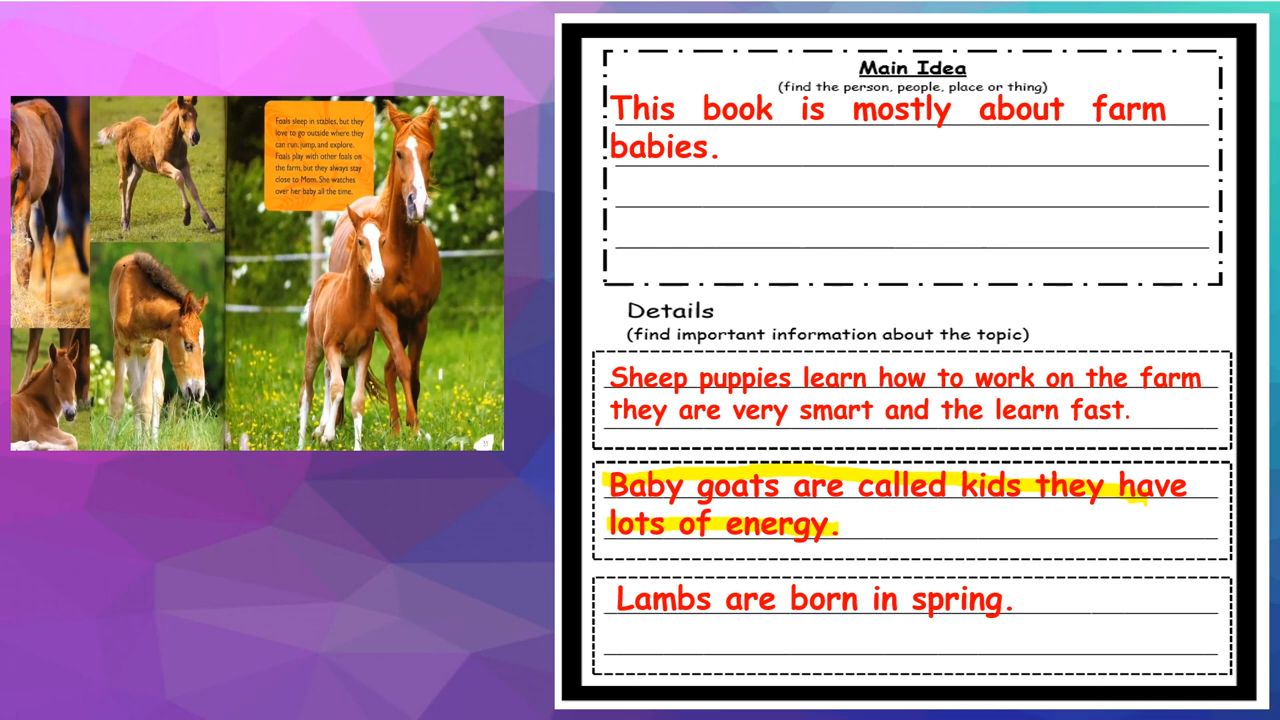 Foals sleep in stables, but they
love to go outside where they
can run, jump, and explore.
Foals play with other foals on
the farm, but they always stay
close to Mom. She watches
over her baby all the time.
Main Idea
(find the person, people, place or thing)
This book is mostly about farm
babies.
Details
(find important information about the topic)
Sheep puppies learn how to work on the farm
they are very smart and the learn fast.
Baby goats are called kids they have
lots of energy.
Lambs are born in spring.